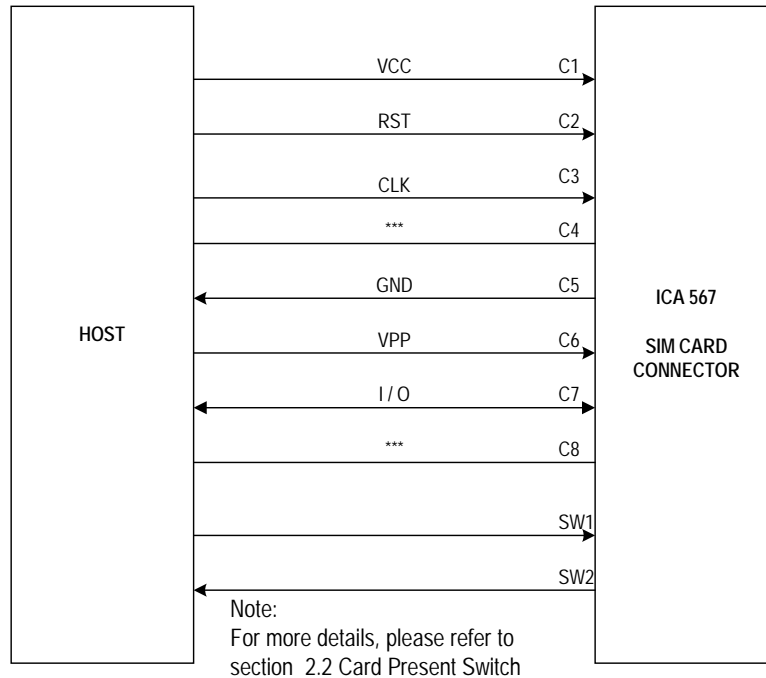 VCC C1
RST C2
CLK C3
*** C4
GND C5
HOST
ICA 567
SIM CARD
CONNECTOR
VPP C6
I / O C7
*** C8
SW1
SW2
Note:
For more details, please refer to
section 2.2 Card Present Switch